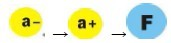 a- → a+ → F